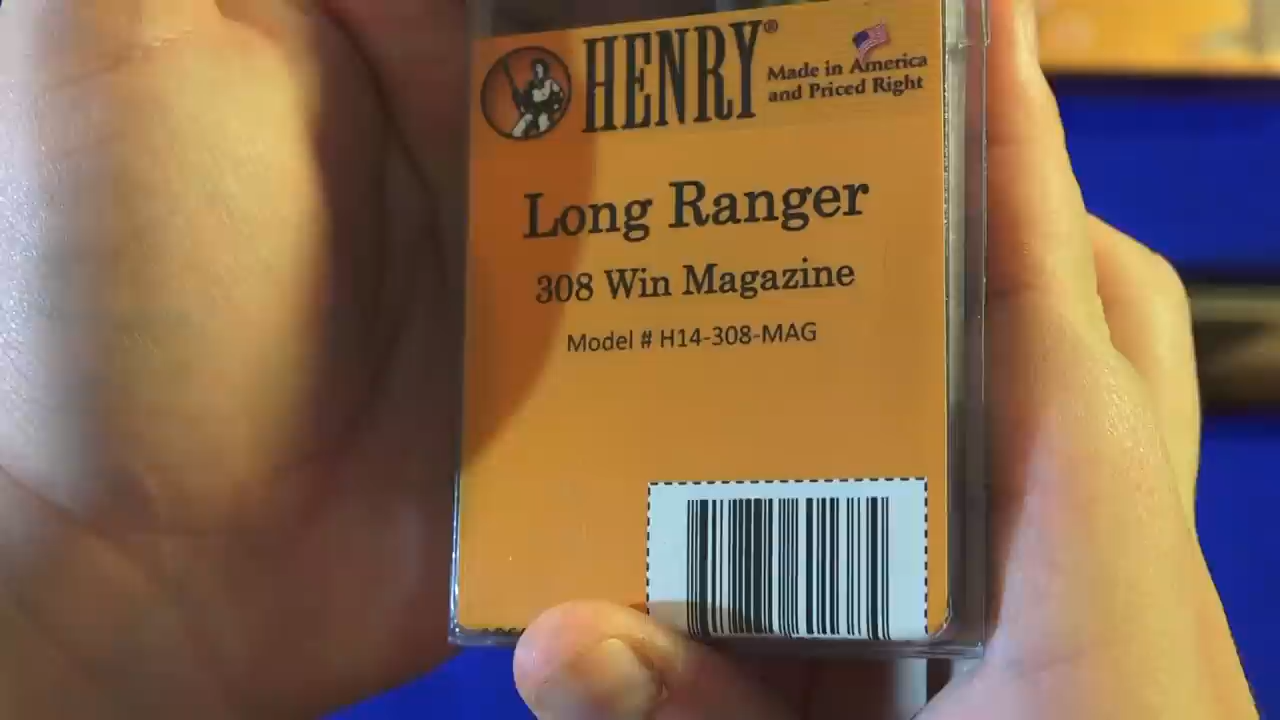 HENRY®
Made in America
and Priced Right
Long Ranger
308 Win Magazine
Model # H14-308-MAG